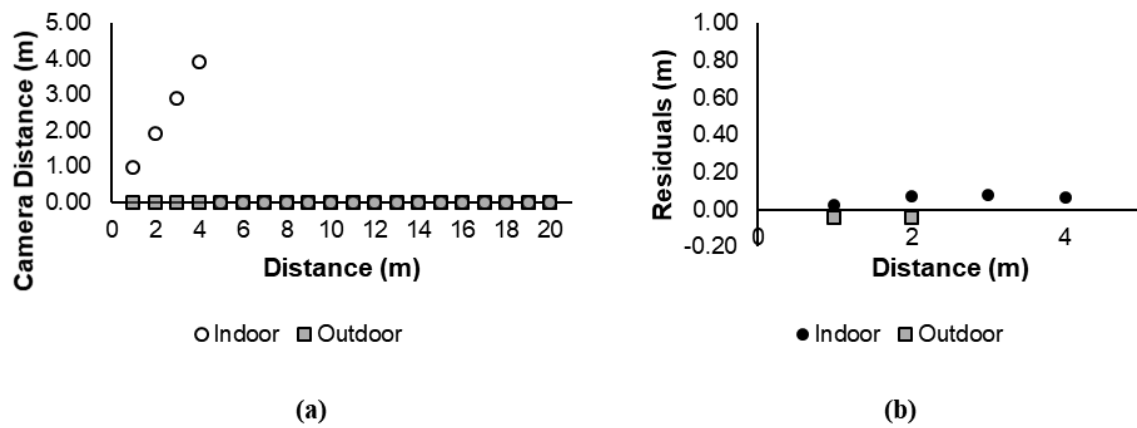 5.00
4.00
3.00
2.00
1.00
0.00
Camera Distance (m)
0 2 4 6 8 10 12 14 16 18 20
Distance (m)
Indoor Outdoor
(a)
1.00
0.80
0.60
0.40
0.20
0.00
-0.20
Residuals (m)
0 2 4
Distance (m)
Indoor Outdoor
(b)